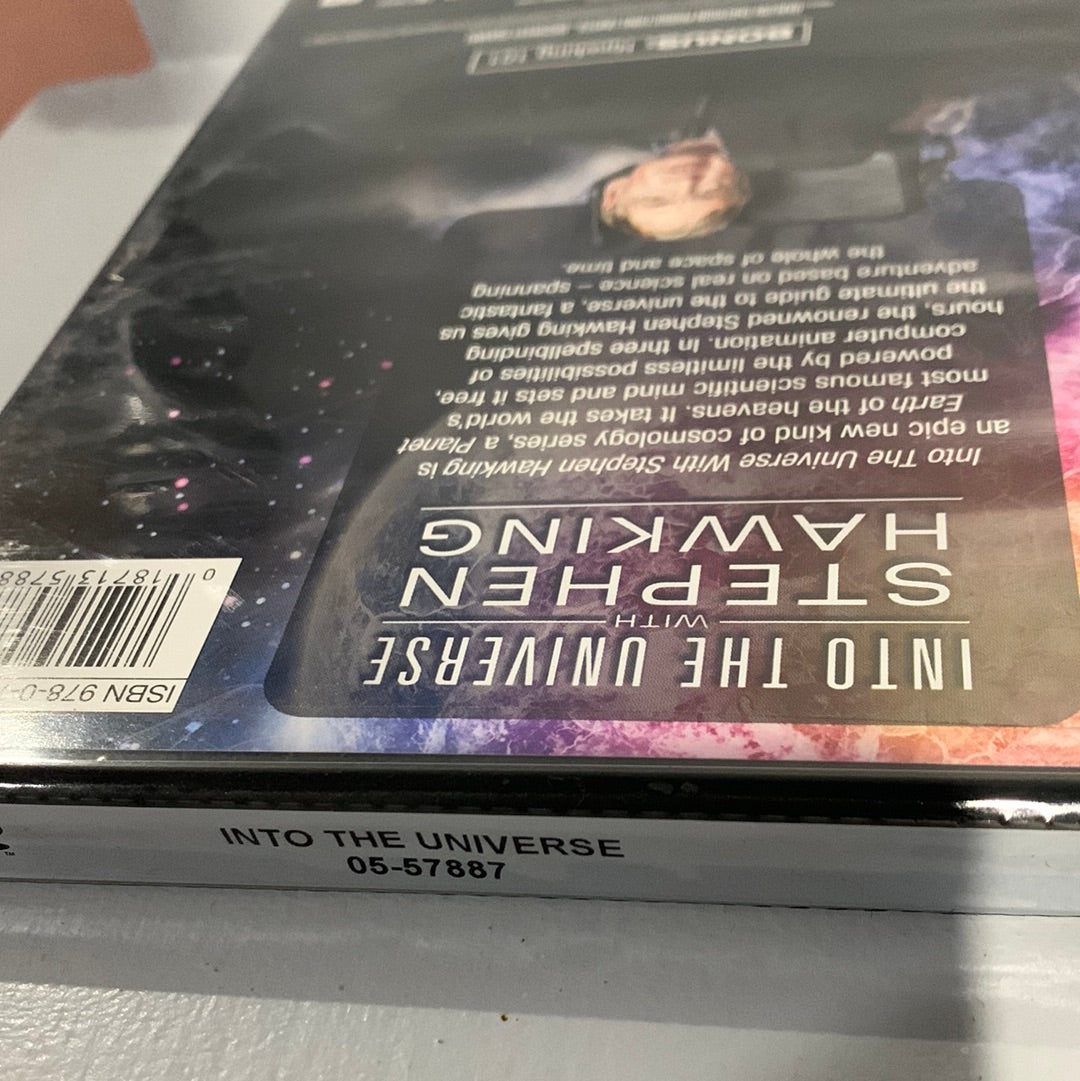 INTO THE UNIVERSE
WITH
STEPHEN
HAWKING
Into The Universe With Stephen Hawking is
an epic new kind of cosmology series, a Planet
Earth of the heavens. It takes the world's
most famous scientific mind and sets it free,
powered by the limitless possibilities of
computer animation. In three spellbinding
hours, the renowned Stephen Hawking gives us
the ultimate guide to the universe, a fantastic
adventure based on real science – spanning
the whole of space and time.
BONUS:
ISBN 978-0-
0 18713 5788
INTO THE UNIVERSE
05-57887